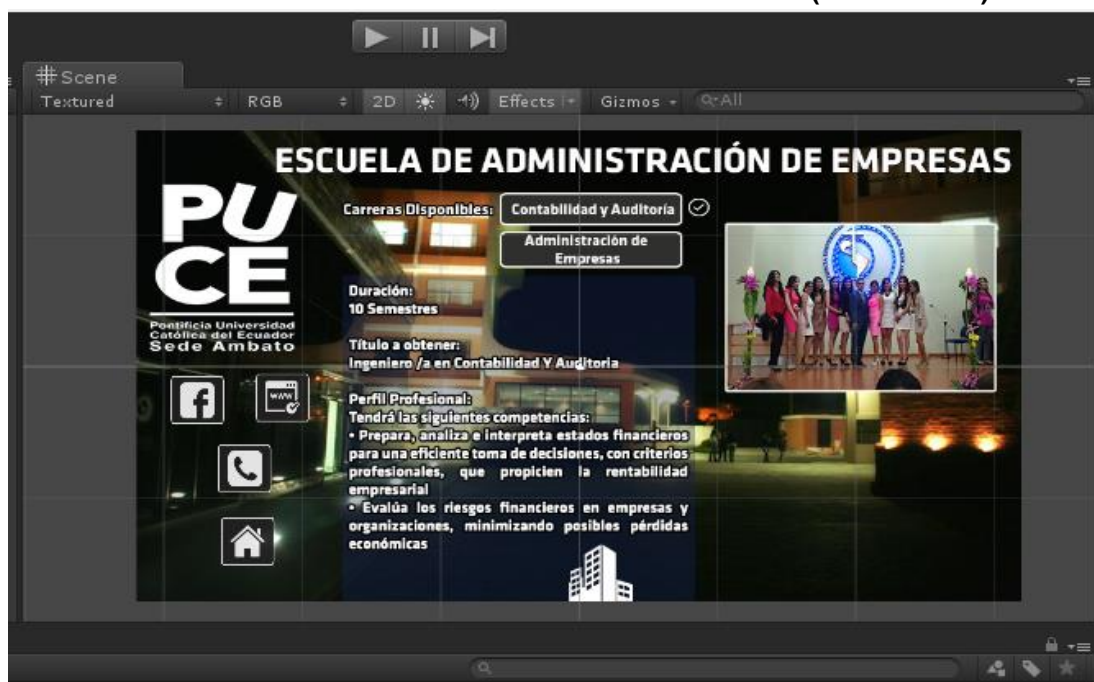 Scene
Textured RGB 2D Effects Gizmos All
ESCUELA DE ADMINISTRACIÓN DE EMPRESAS
PU
CE
Pontificia Universidad
Católica del Ecuador
Sede Ambato
www
Carreras Disponibles: Contabilidad y Auditoría
Administración de
Empresas
Duración:
10 Semestres
Título a obtener:
Ingeniero /a en Contabilidad Y Auditoria
Perfil Profesional:
Tendrá las siguientes competencias:
• Prepara, analiza e interpreta estados financieros
para una eficiente toma de decisiones, con criterios
profesionales, que propicien la rentabilidad
empresarial
• Evalúa los riesgos financieros en empresas y
organizaciones, minimizando posibles pérdidas
económicas